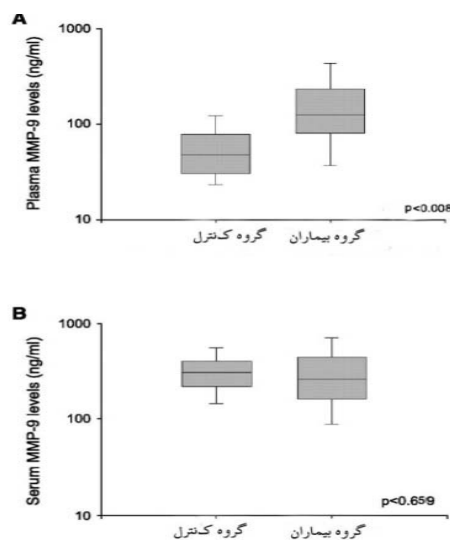 A
Plasma MMP-9 levels (ng/ml)
1000
100
10
p<0.008
گروه کنترل
گروه بیماران
B
Serum MMP-9 levels (ng/ml)
1000
100
10
p<0.659
گروه کنترل
گروه بیماران